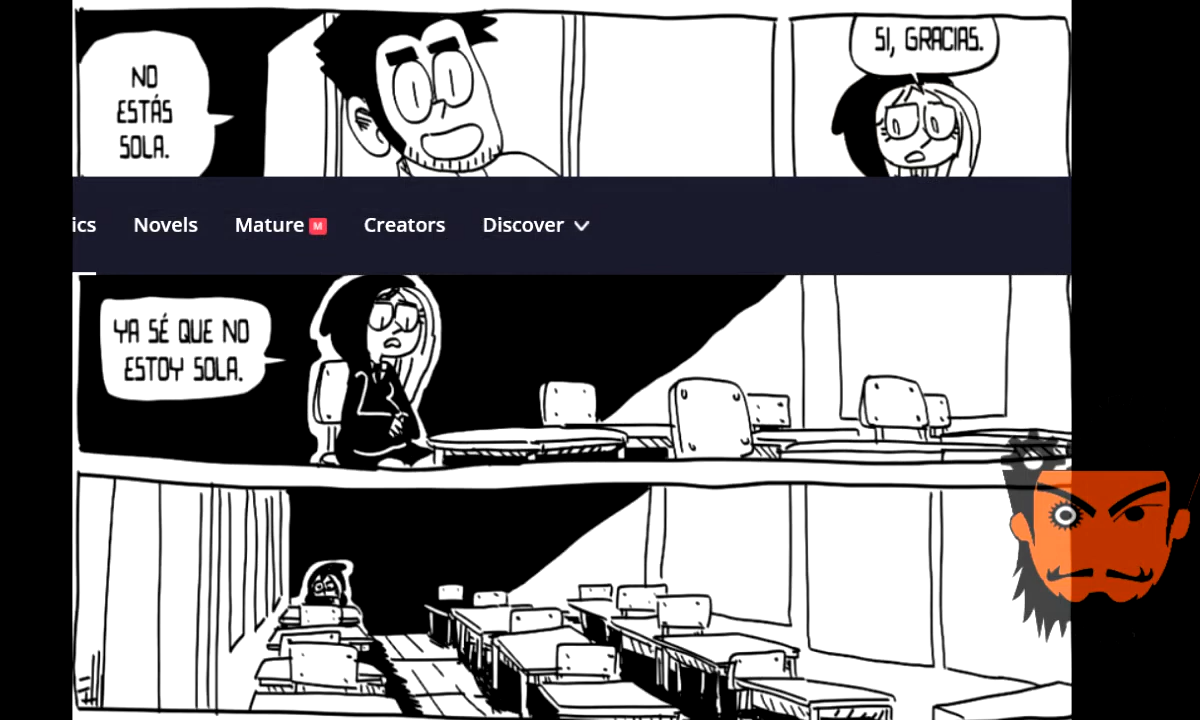 NO
ESTÁS
SOLA.
SI, GRACIAS.
ics Novels Mature M Creators Discover
YA SÉ QUE NO
ESTOY SOLA.